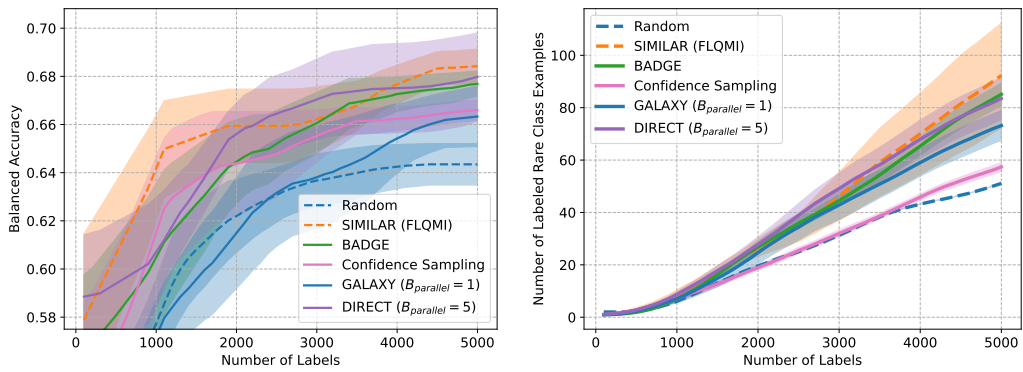 0.70
0.68
0.66
0.64
0.62
0.60
0.58
Balanced Accuracy
0 1000 2000 3000 4000 5000
Number of Labels
Random
SIMILAR (FLQMI)
BADGE
Confidence Sampling
GALAXY (B_parallel = 1)
DIRECT (B_parallel = 5)
100
80
60
40
20
0
Number of Labeled Rare Class Examples
0 1000 2000 3000 4000 5000
Number of Labels
Random
SIMILAR (FLQMI)
BADGE
Confidence Sampling
GALAXY (B_parallel = 1)
DIRECT (B_parallel = 5)